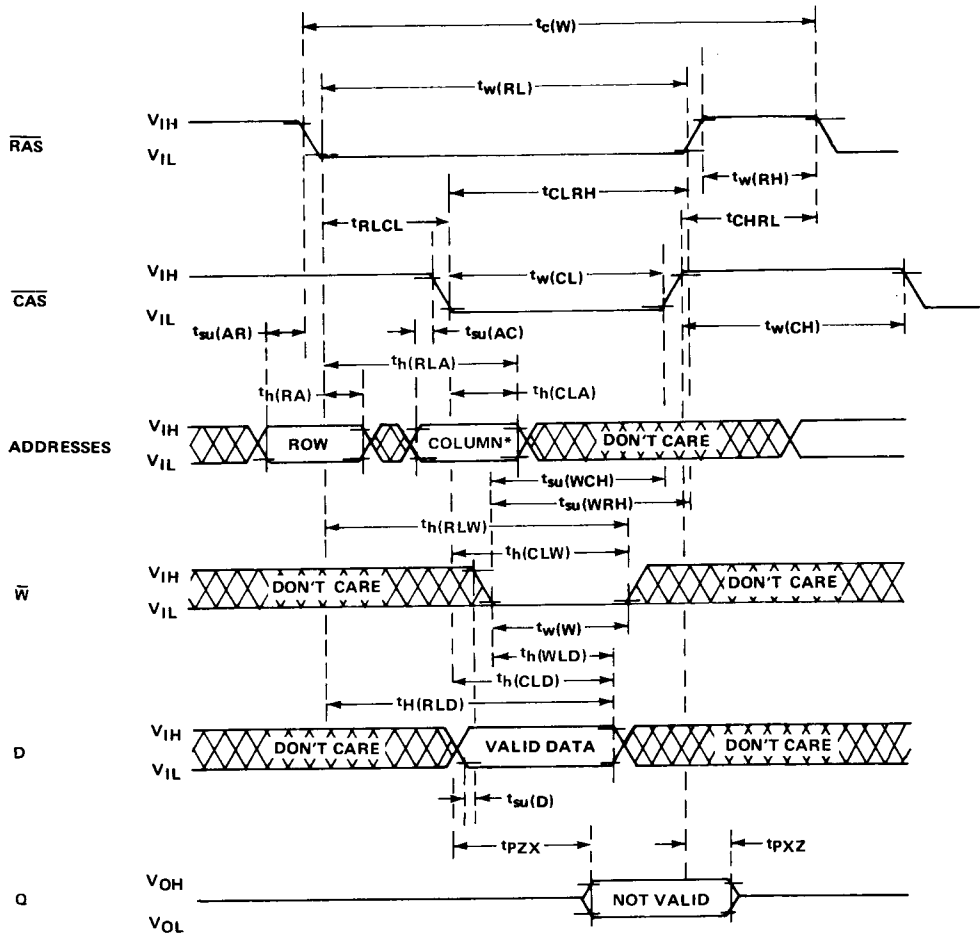 tc(W)
tw(RL)
RAS
VIH
VIL
tw(RH)
tCLRH
tRLCL
tCHRL
CAS
VIH
VIL
tw(CL)
tsu(AR)
tsu(AC)
tw(CH)
th(RLA)
th(RA)
th(CLA)
ADDRESSES
VIH
VIL
ROW
COLUMN*
DON'T CARE
tsu(WCH)
tsu(WRH)
th(RLW)
th(CLW)
W
VIH
VIL
DON'T CARE
DON'T CARE
tw(W)
th(WLD)
th(CLD)
tH(RLD)
D
VIH
VIL
DON'T CARE
VALID DATA
DON'T CARE
tsu(D)
tPZX
tPXZ
Q
VOH
VOL
NOT VALID